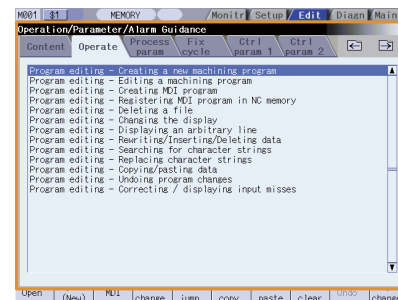 M001 $1 MEMORY Monitr Setup Edit Diagn Main
Operation/Parameter/Alarm Guidance
Content Operate Process param Fix cycle Ctrl param 1 Ctrl param 2 ← →
Program editing - Creating a new machining program
Program editing - Editing a machining program
Program editing - Creating MDI program
Program editing - Registering MDI program in NC memory
Program editing - Deleting a file
Program editing - Changing the display
Program editing - Displaying an arbitrary line
Program editing - Rewriting/Inserting/Deleting data
Program editing - Searching for character strings
Program editing - Replacing character strings
Program editing - Copying/pasting data
Program editing - Undoing program changes
Program editing - Correcting / displaying input misses
Open (New) MDI change jump copy paste clear Undo change